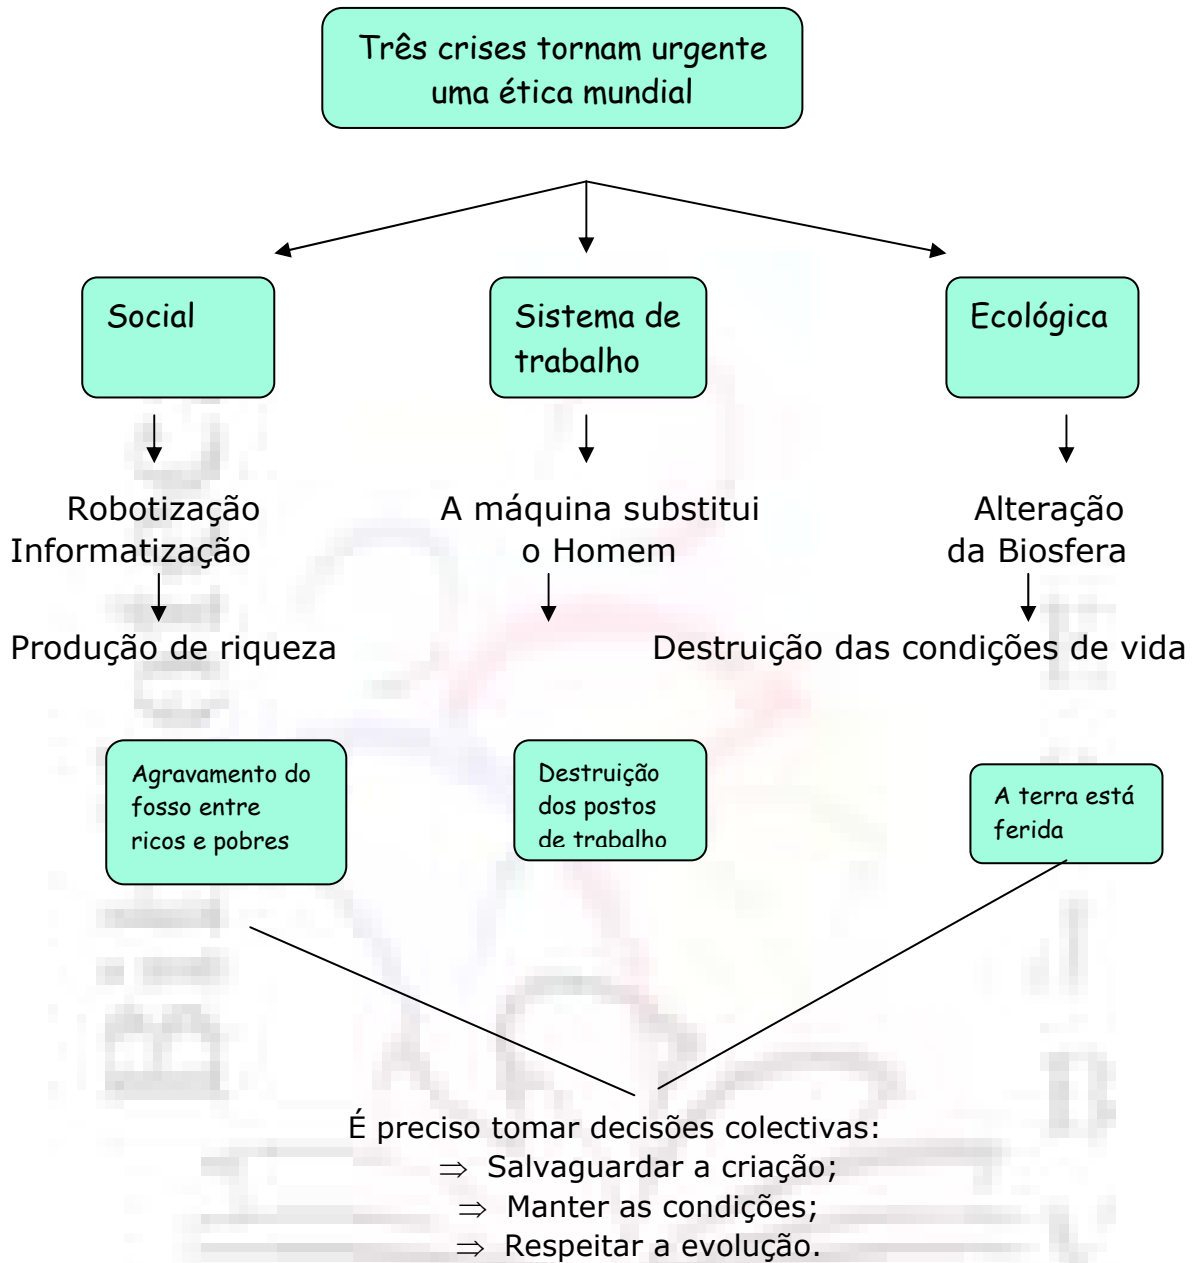 Três crises tornam urgente
uma ética mundial
Social
Sistema de
trabalho
Ecológica
Robotização
Informatização
A máquina substitui
o Homem
Alteração
da Biosfera
Produção de riqueza
Destruição das condições de vida
Agravamento do
fosso entre
ricos e pobres
Destruição
dos postos
de trabalho
A terra está
ferida
É preciso tomar decisões colectivas:
⇒ Salvaguardar a criação;
⇒ Manter as condições;
⇒ Respeitar a evolução.